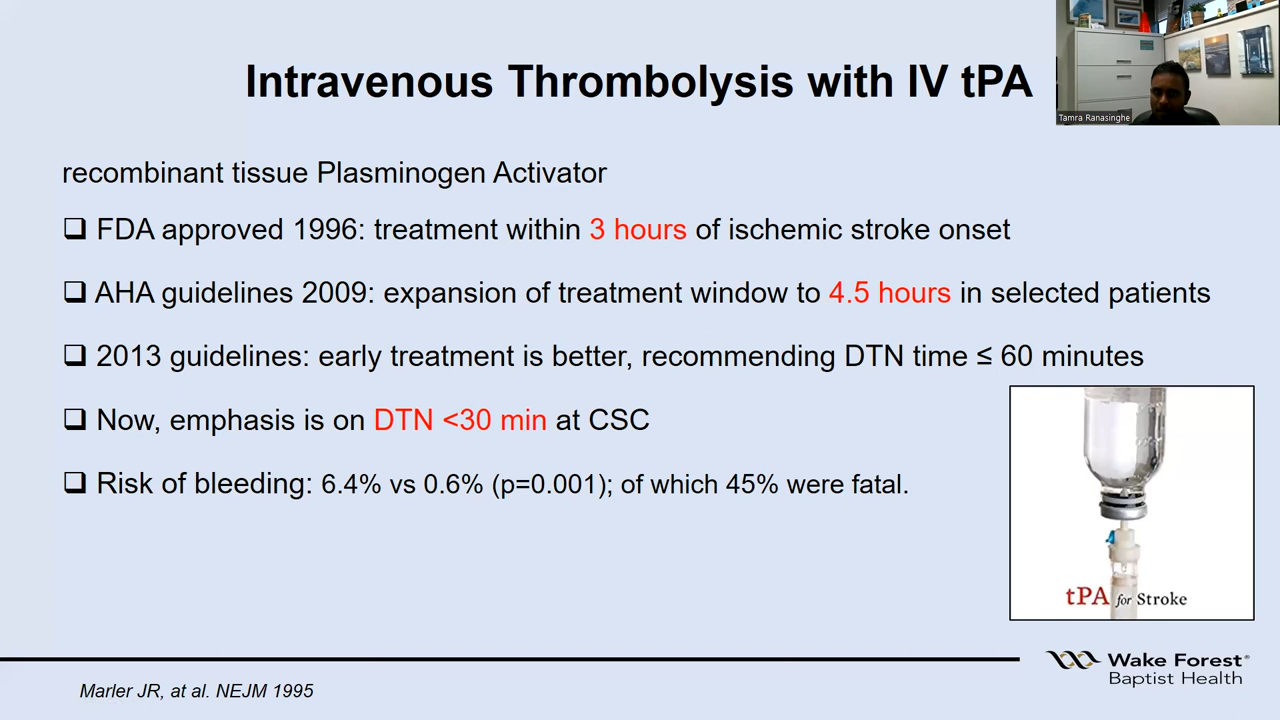 Intravenous Thrombolysis with IV tPA
Tamra Ranasinghe
recombinant tissue Plasminogen Activator
❑ FDA approved 1996: treatment within 3 hours of ischemic stroke onset
❑ AHA guidelines 2009: expansion of treatment window to 4.5 hours in selected patients
❑ 2013 guidelines: early treatment is better, recommending DTN time ≤ 60 minutes
❑ Now, emphasis is on DTN <30 min at CSC
❑ Risk of bleeding: 6.4% vs 0.6% (p=0.001); of which 45% were fatal.
tPA for Stroke
Wake Forest®
Baptist Health
Marler JR, at al. NEJM 1995